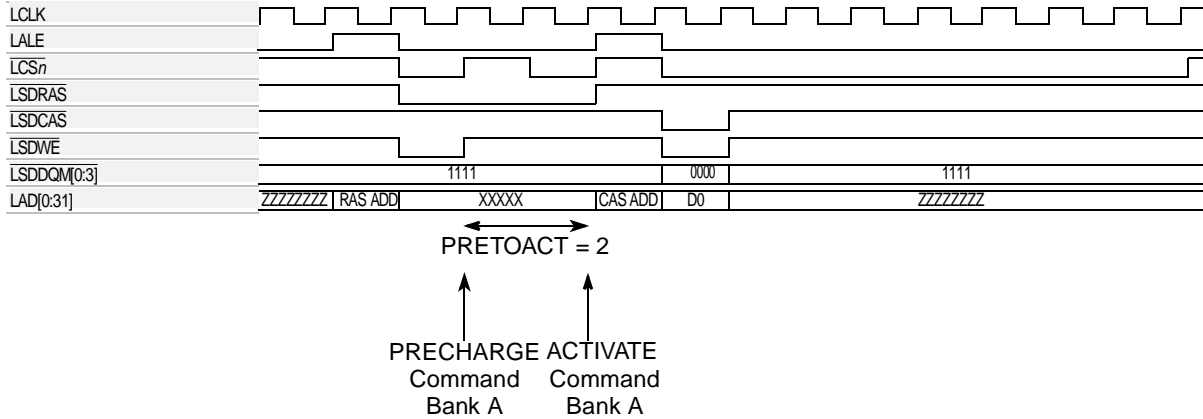 LCLK
LALE
LCSn
LSDRAS
LSDCAS
LSDWE
LSDDQM[0:3] 1111 0000 1111
LAD[0:31] ZZZZZZZZ RAS ADD XXXXX CAS ADD D0 ZZZZZZZZ
PRETOACT = 2
PRECHARGE ACTIVATE
Command Command
Bank A Bank A